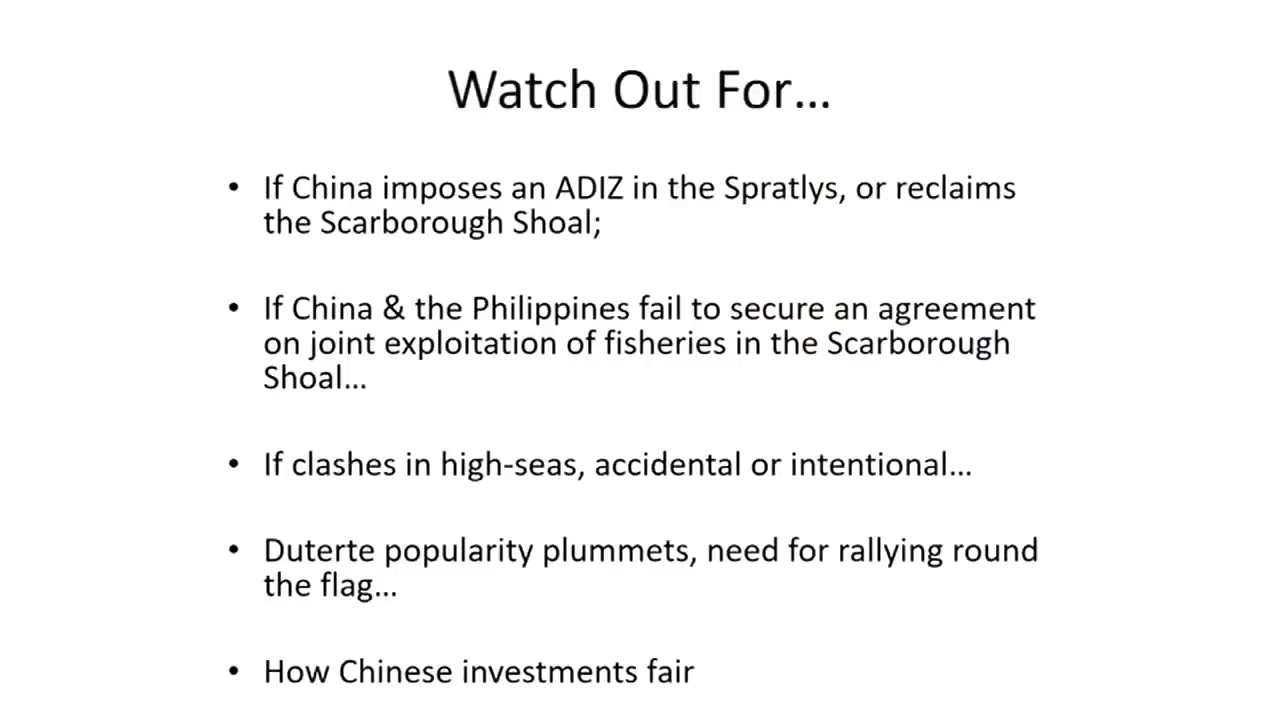 Watch Out For...
• If China imposes an ADIZ in the Spratlys, or reclaims
the Scarborough Shoal;
• If China & the Philippines fail to secure an agreement
on joint exploitation of fisheries in the Scarborough
Shoal...
• If clashes in high-seas, accidental or intentional...
• Duterte popularity plummets, need for rallying round
the flag...
• How Chinese investments fair